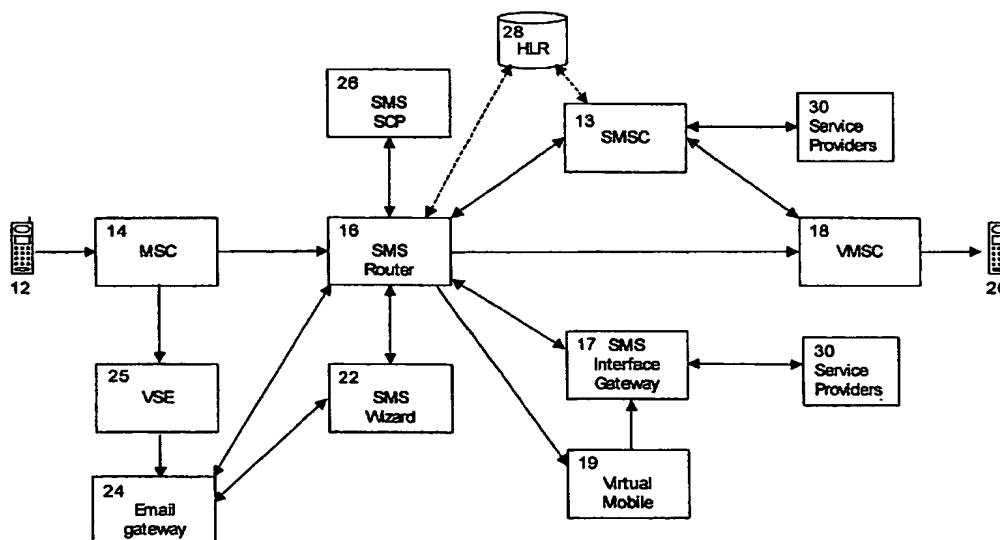 28
HLR
26
SMS
SCP
13
SMSC
30
Service
Providers
12
14
MSC
16
SMS
Router
18
VMSC
20
25
VSE
22
SMS
Wizard
17 SMS
Interface
Gateway
30
Service
Providers
24
Email
gateway
19
Virtual
Mobile